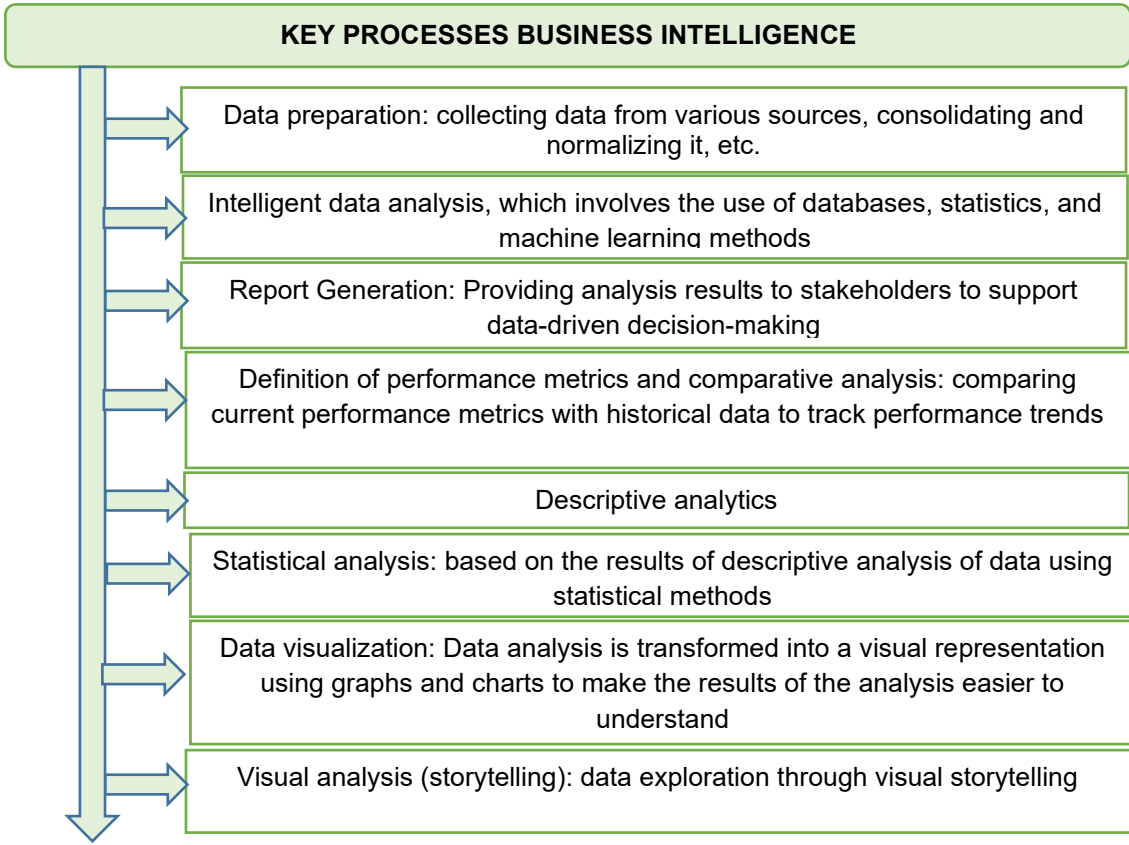 KEY PROCESSES BUSINESS INTELLIGENCE
Data preparation: collecting data from various sources, consolidating and
normalizing it, etc.
Intelligent data analysis, which involves the use of databases, statistics, and
machine learning methods
Report Generation: Providing analysis results to stakeholders to support
data-driven decision-making
Definition of performance metrics and comparative analysis: comparing
current performance metrics with historical data to track performance trends
Descriptive analytics
Statistical analysis: based on the results of descriptive analysis of data using
statistical methods
Data visualization: Data analysis is transformed into a visual representation
using graphs and charts to make the results of the analysis easier to
understand
Visual analysis (storytelling): data exploration through visual storytelling